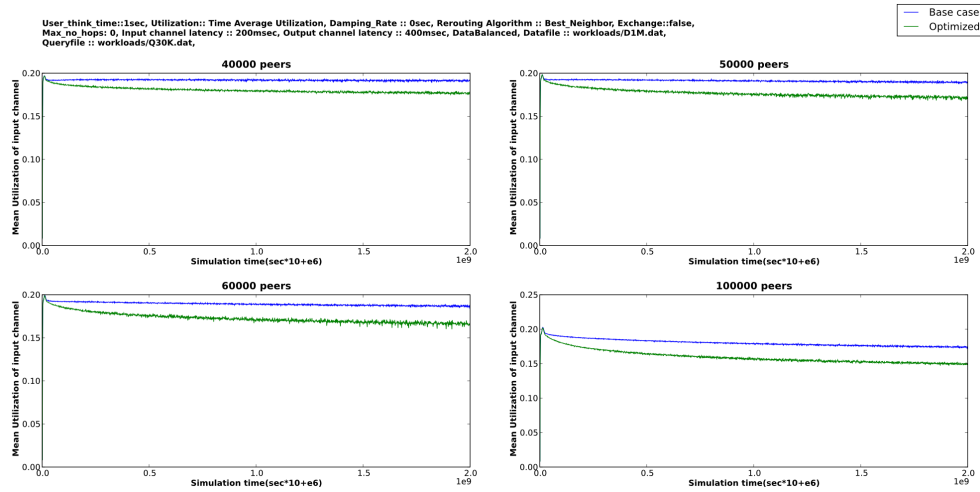 User_think_time::1sec, Utilization:: Time Average Utilization, Damping_Rate :: 0sec, Rerouting Algorithm :: Best_Neighbor, Exchange::false,
Max_no_hops: 0, Input channel latency :: 200msec, Output channel latency :: 400msec, DataBalanced, Datafile :: workloads/D1M.dat,
Queryfile :: workloads/Q30K.dat,
Base case
Optimized
40000 peers
Mean Utilization of input channel
0.20
0.15
0.10
0.05
0.00
0.0 0.5 1.0 1.5 2.0
1e9
Simulation time(sec*10+e6)
50000 peers
Mean Utilization of input channel
0.20
0.15
0.10
0.05
0.00
0.0 0.5 1.0 1.5 2.0
1e9
Simulation time(sec*10+e6)
60000 peers
Mean Utilization of input channel
0.20
0.15
0.10
0.05
0.00
0.0 0.5 1.0 1.5 2.0
1e9
Simulation time(sec*10+e6)
100000 peers
Mean Utilization of input channel
0.25
0.20
0.15
0.10
0.05
0.00
0.0 0.5 1.0 1.5 2.0
1e9
Simulation time(sec*10+e6)